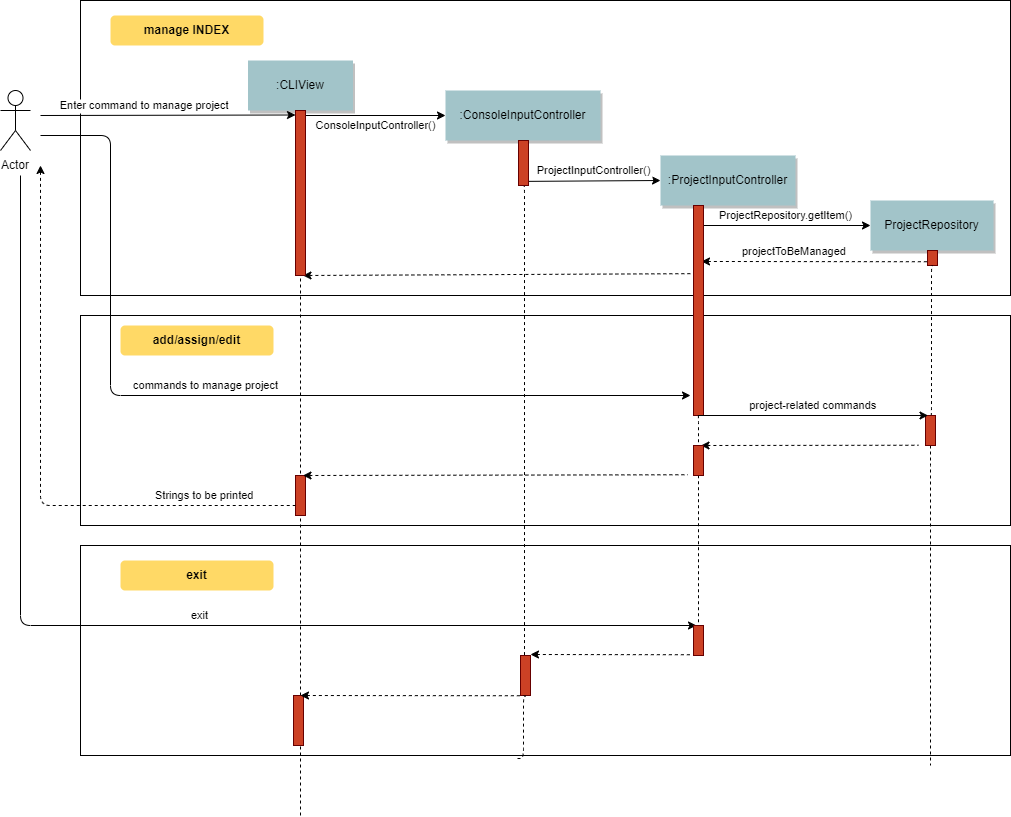 manage INDEX
:CLIView
Enter command to manage project
ConsoleInputController()
:ConsoleInputController
Actor
ProjectInputController()
:ProjectInputController
ProjectRepository.getItem()
ProjectRepository
projectToBeManaged
add/assign/edit
commands to manage project
project-related commands
Strings to be printed
exit
exit